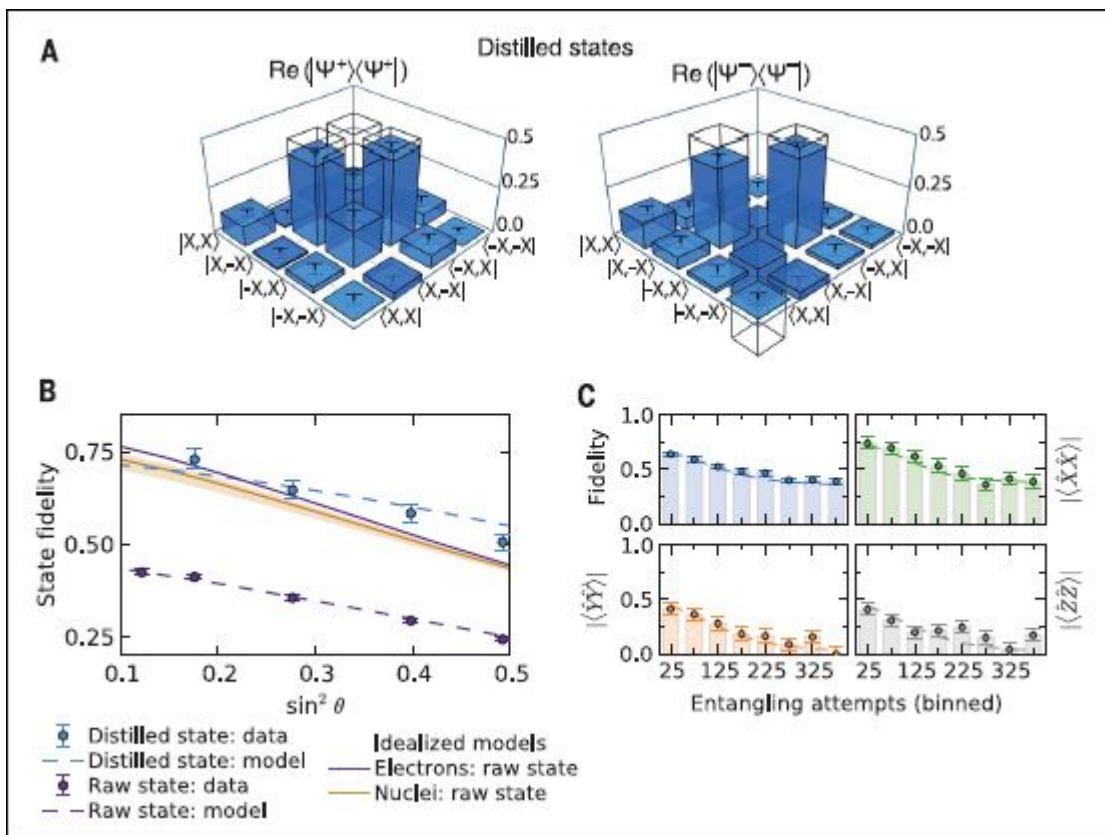 A
Distilled states
Re(|Ψ⁺⟩⟨Ψ⁺|)
Re(|Ψ⁻⟩⟨Ψ⁻|)
0.5
0.25
0.0
|X,X⟩
|X,-X⟩
|-X,X⟩
|-X,-X⟩
⟨-X,-X|
⟨-X,X|
⟨X,-X|
⟨X,X|
0.5
0.25
0.0
|X,X⟩
|X,-X⟩
|-X,X⟩
|-X,-X⟩
⟨-X,-X|
⟨-X,X|
⟨X,-X|
⟨X,X|
B
State fidelity
0.75
0.50
0.25
0.1 0.2 0.3 0.4 0.5
sin² θ
Distilled state: data
Distilled state: model
Raw state: data
Raw state: model
Idealized models
Electrons: raw state
Nuclei: raw state
C
Fidelity
1.0
0.5
0.0
|⟨X̂X̂⟩|
|⟨ŶŶ⟩|
1.0
0.5
0.0
|⟨ẐẐ⟩|
25 125 225 325
25 125 225 325
Entangling attempts (binned)